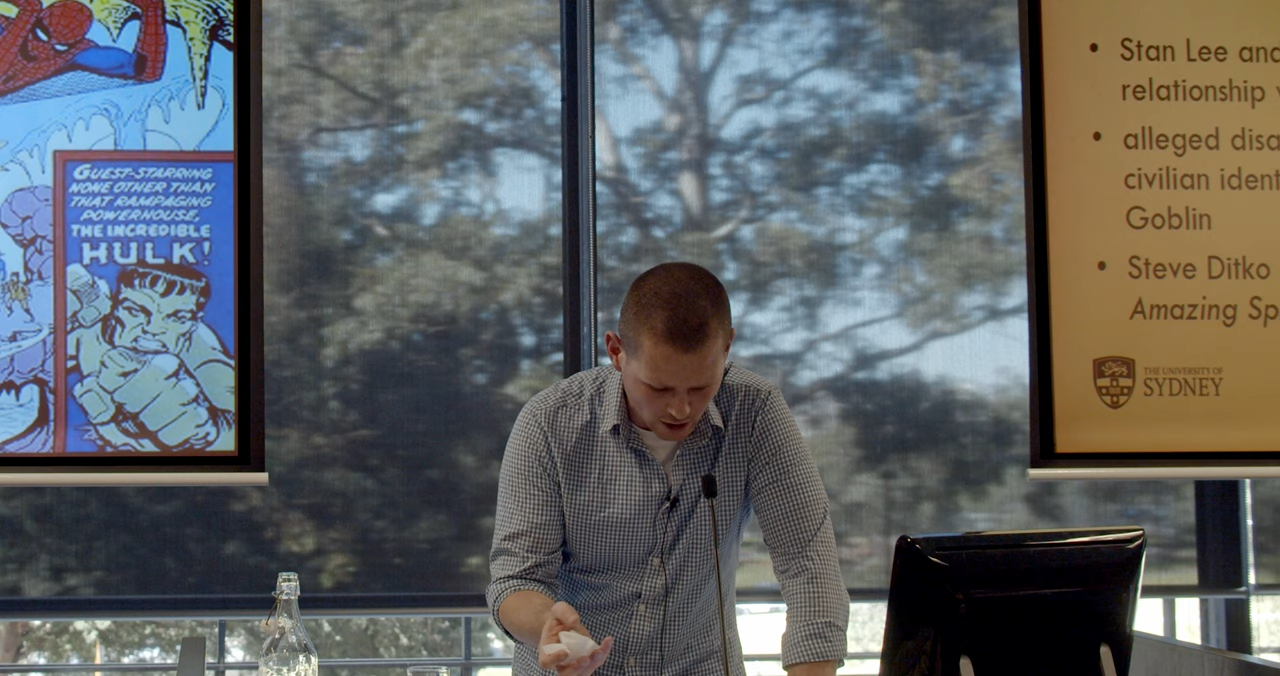 GUEST-STARRING
NONE OTHER THAN
THAT RAMPAGING
POWERHOUSE,
THE INCREDIBLE
HULK!
• Stan Lee and
relationship
• alleged disa
civilian ident
Goblin
• Steve Ditko
Amazing Sp
THE UNIVERSITY OF
SYDNEY